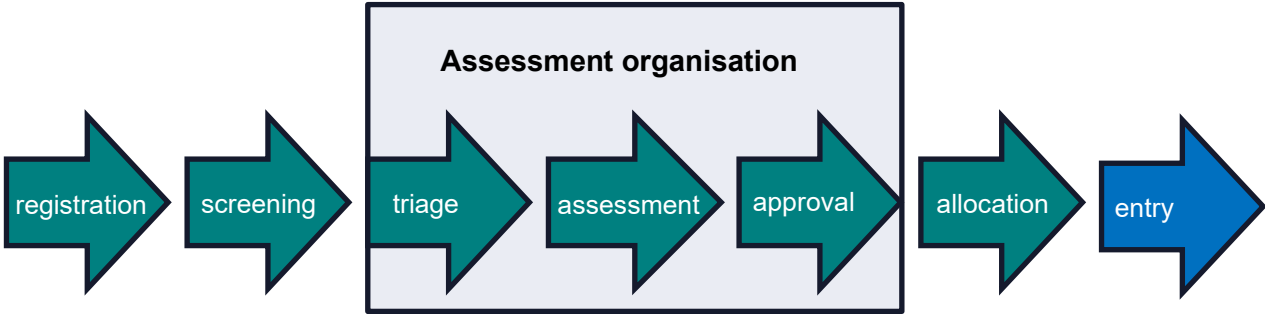 Assessment organisation
registration
screening
triage
assessment
approval
allocation
entry